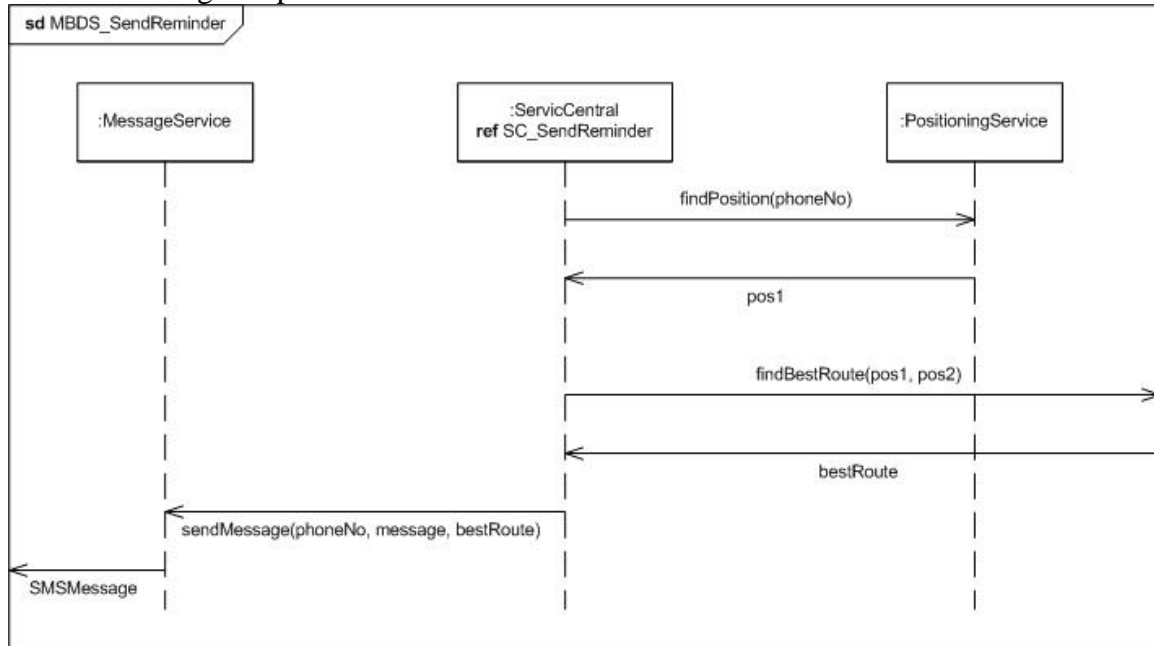 sd MBDS_SendReminder
:MessageService
:ServicCentral
ref SC_SendReminder
:PositioningService
findPosition(phoneNo)
pos1
findBestRoute(pos1, pos2)
bestRoute
sendMessage(phoneNo, message, bestRoute)
SMSMessage